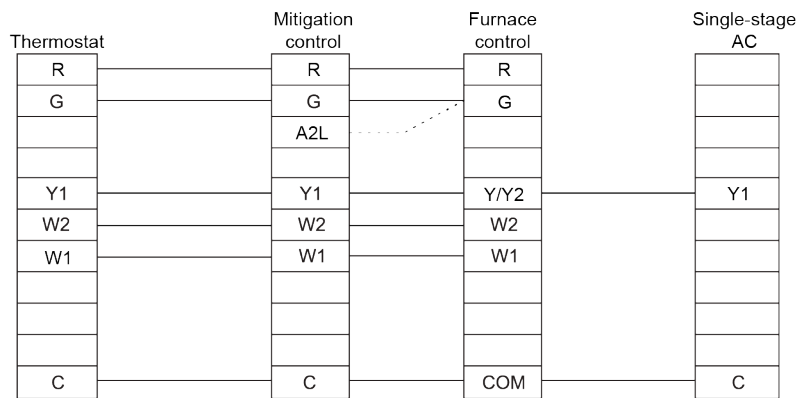 Thermostat
Mitigation
control
Furnace
control
Single-stage
AC
R R R
G G G
A2L
Y1 Y1 Y/Y2 Y1
W2 W2 W2
W1 W1 W1
C C COM C